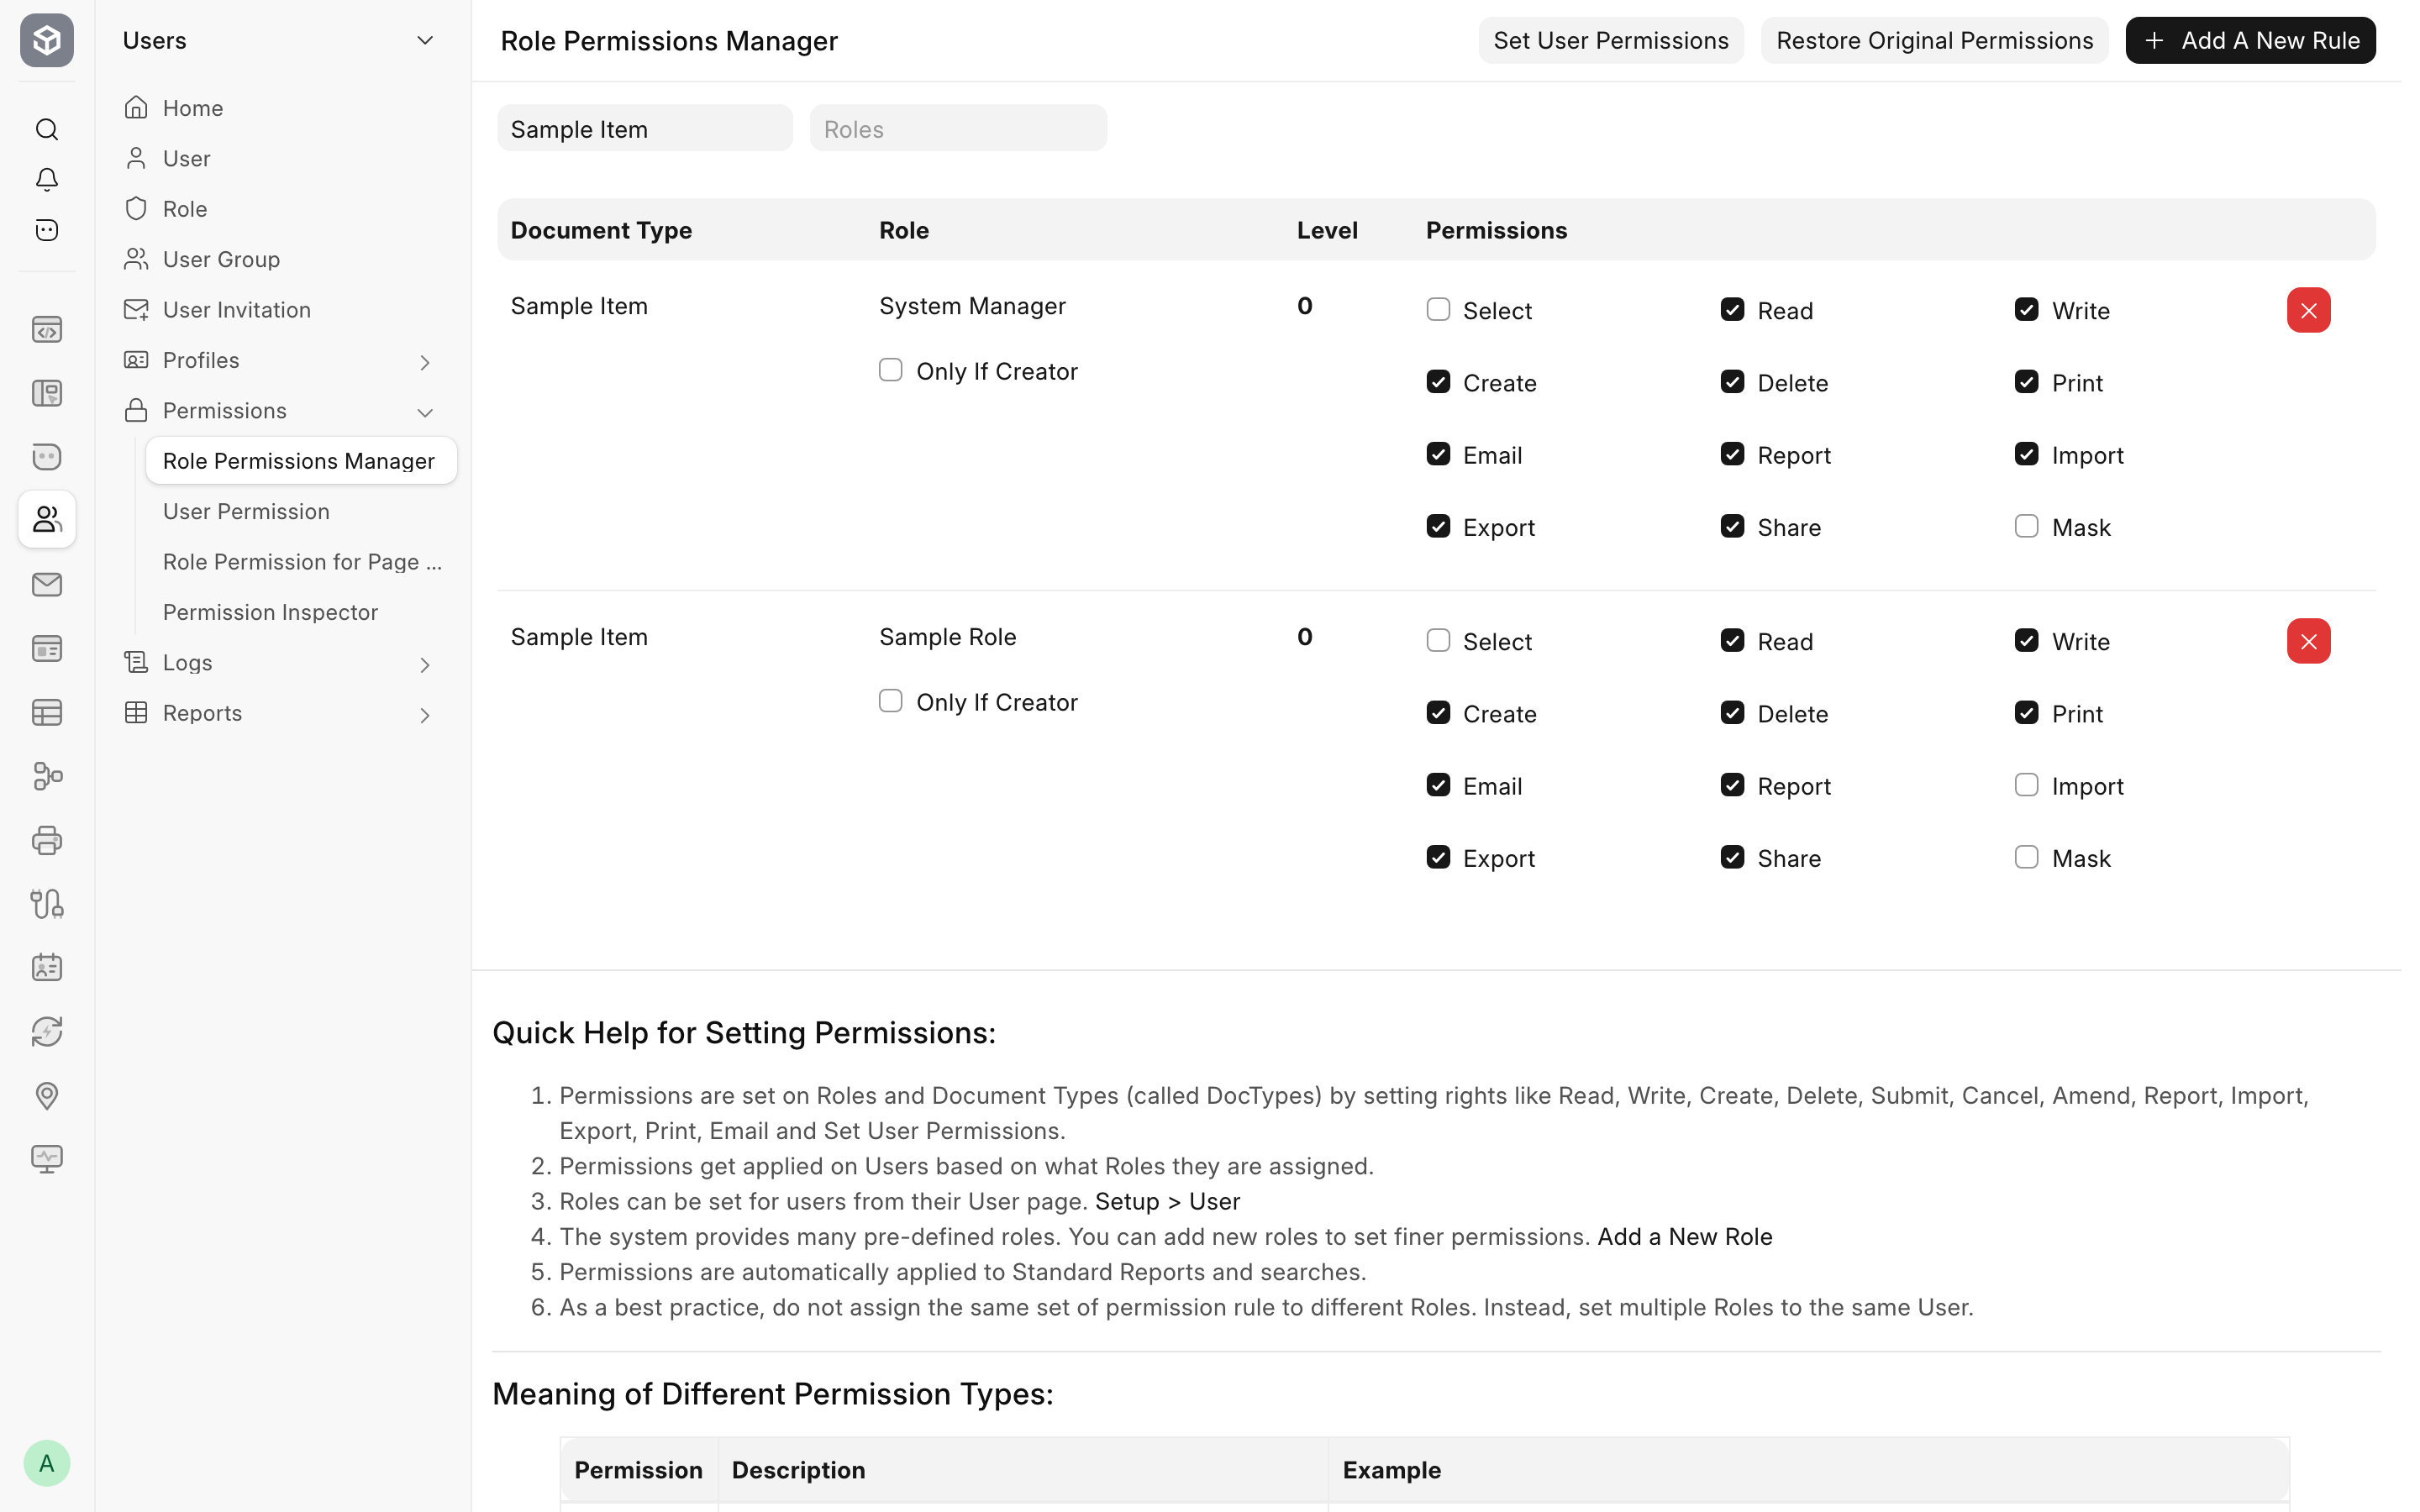 Users
Home
User
Role
User Group
User Invitation
Profiles
Permissions
Role Permissions Manager
User Permission
Role Permission for Page ...
Permission Inspector
Logs
Reports
A
Role Permissions Manager
Set User Permissions
Restore Original Permissions
Add A New Rule
Sample Item
Roles
Document Type Role Level Permissions
Sample Item System Manager 0 Select Read Write
Only If Creator
Create Delete Print
Email Report Import
Export Share Mask
Sample Item Sample Role 0 Select Read Write
Only If Creator
Create Delete Print
Email Report Import
Export Share Mask
Quick Help for Setting Permissions:
1. Permissions are set on Roles and Document Types (called DocTypes) by setting rights like Read, Write, Create, Delete, Submit, Cancel, Amend, Report, Import,
Export, Print, Email and Set User Permissions.
2. Permissions get applied on Users based on what Roles they are assigned.
3. Roles can be set for users from their User page. Setup > User
4. The system provides many pre-defined roles. You can add new roles to set finer permissions. Add a New Role
5. Permissions are automatically applied to Standard Reports and searches.
6. As a best practice, do not assign the same set of permission rule to different Roles. Instead, set multiple Roles to the same User.
Meaning of Different Permission Types:
Permission Description Example